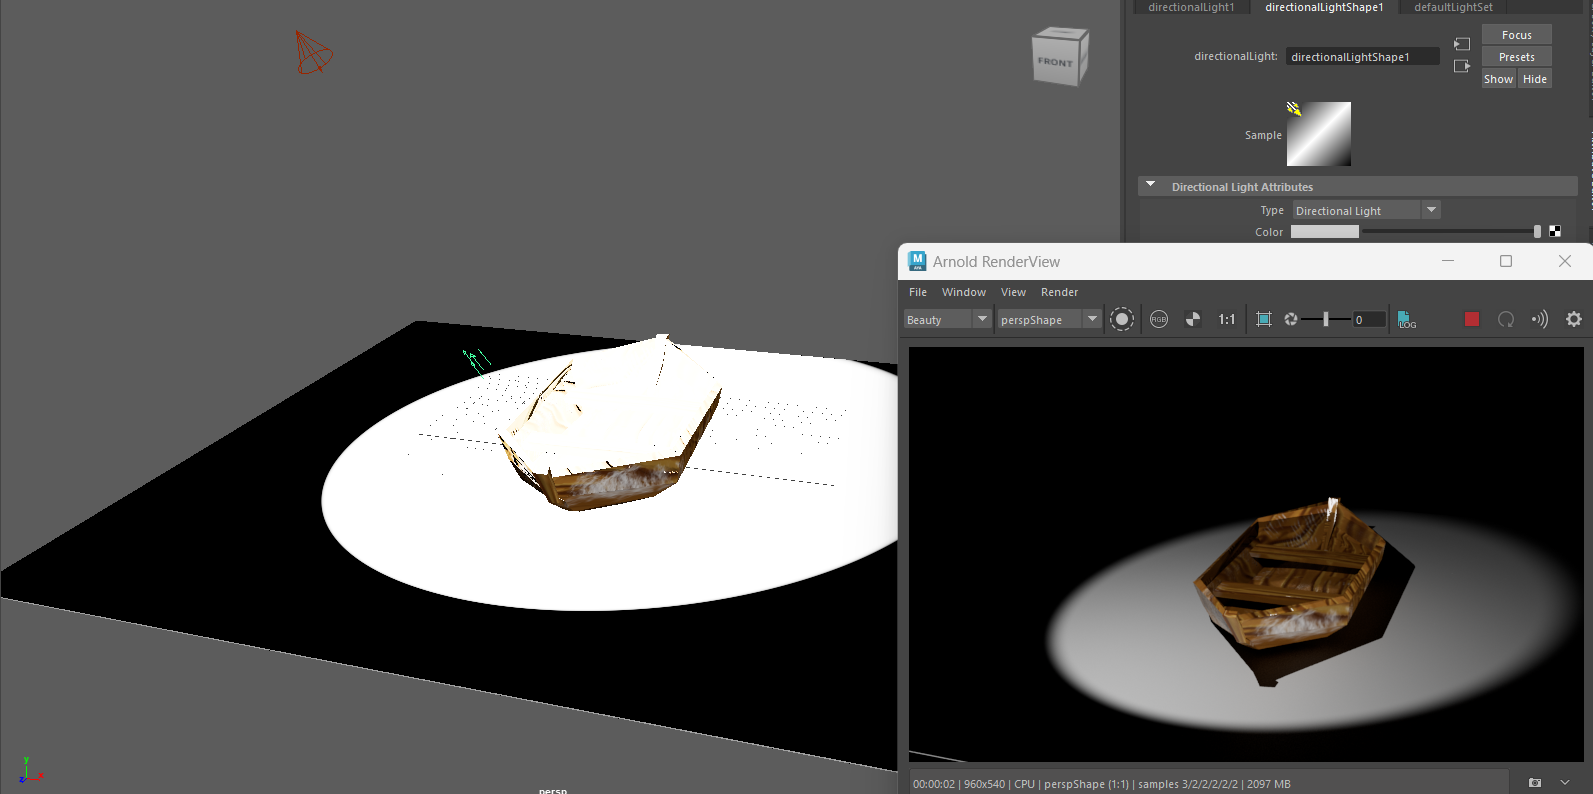 directionalLight1 directionalLightShape1 defaultLightSet
Focus
directionalLight: directionalLightShape1
Presets
Show Hide
FRONT
Sample
Directional Light Attributes
Type Directional Light
Color
M
Arnold RenderView
File Window View Render
Beauty perspShape RGB 1:1 0 LOG
y
z x
persp
00:00:02 | 960x540 | CPU | perspShape (1:1) | samples 3/2/2/2/2/2 | 2097 MB